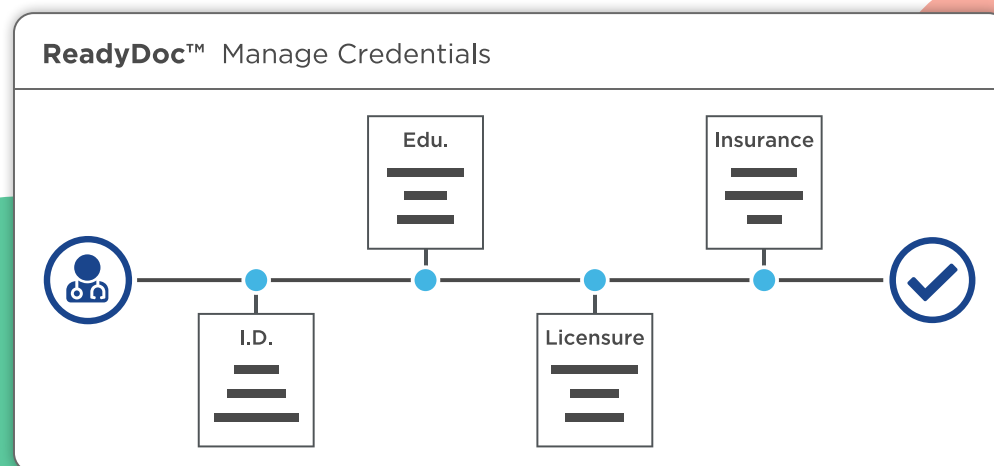 ReadyDoc™ Manage Credentials
Edu.
Insurance
I.D.
Licensure